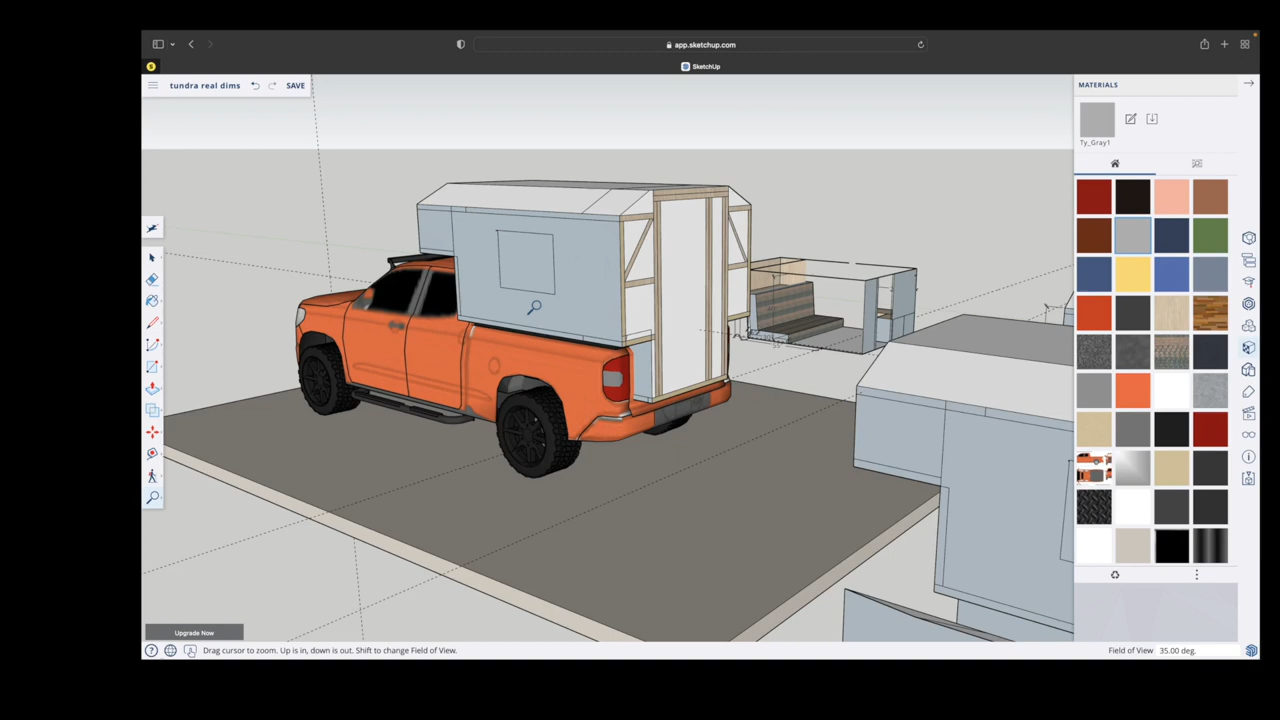 app.sketchup.com
S
SketchUp
tundra real dims
SAVE
MATERIALS
Ty_Gray1
Upgrade Now
Drag cursor to zoom. Up is in, down is out. Shift to change Field of View.
Field of View 35.00 deg.